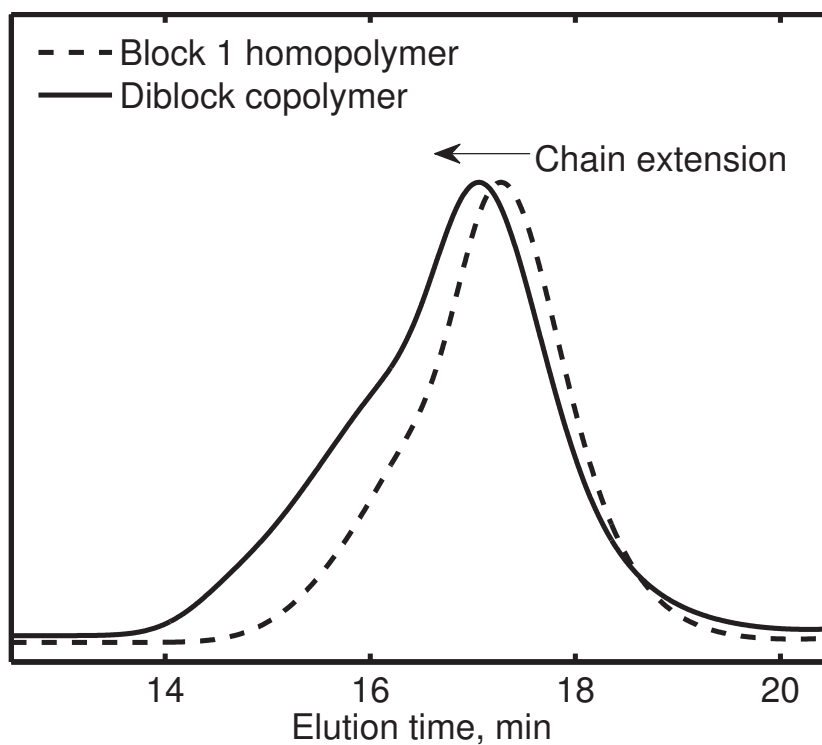 Block 1 homopolymer
Diblock copolymer
Chain extension
14 16 18 20
Elution time, min